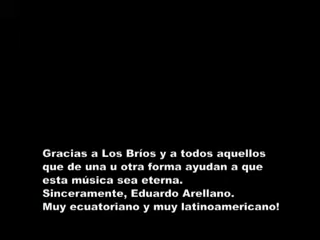 Gracias a Los Bríos y a todos aquellos
que de una u otra forma ayudan a que
esta música sea eterna.
Sinceramente, Eduardo Arellano.
Muy ecuatoriano y muy latinoamericano!